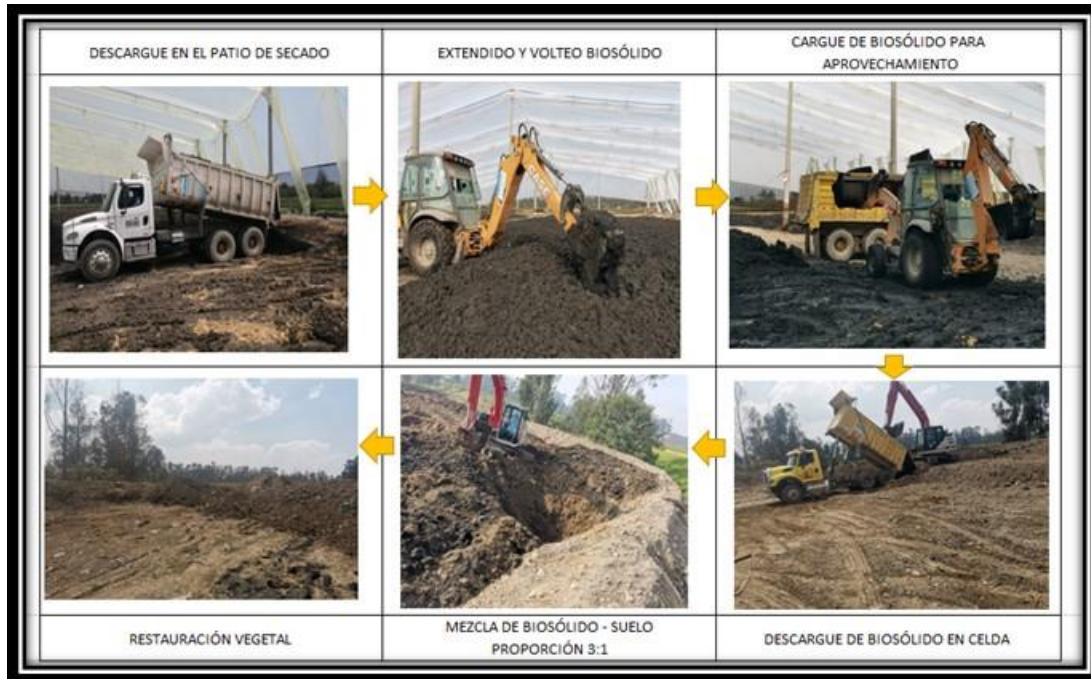 DESCARGUE EN EL PATIO DE SECADO
EXTENDIDO Y VOLTEO BIOSÓLIDO
CARGUE DE BIOSÓLIDO PARA
APROVECHAMIENTO
RESTAURACIÓN VEGETAL
MEZCLA DE BIOSÓLIDO - SUELO
PROPORCIÓN 3:1
DESCARGUE DE BIOSÓLIDO EN CELDA